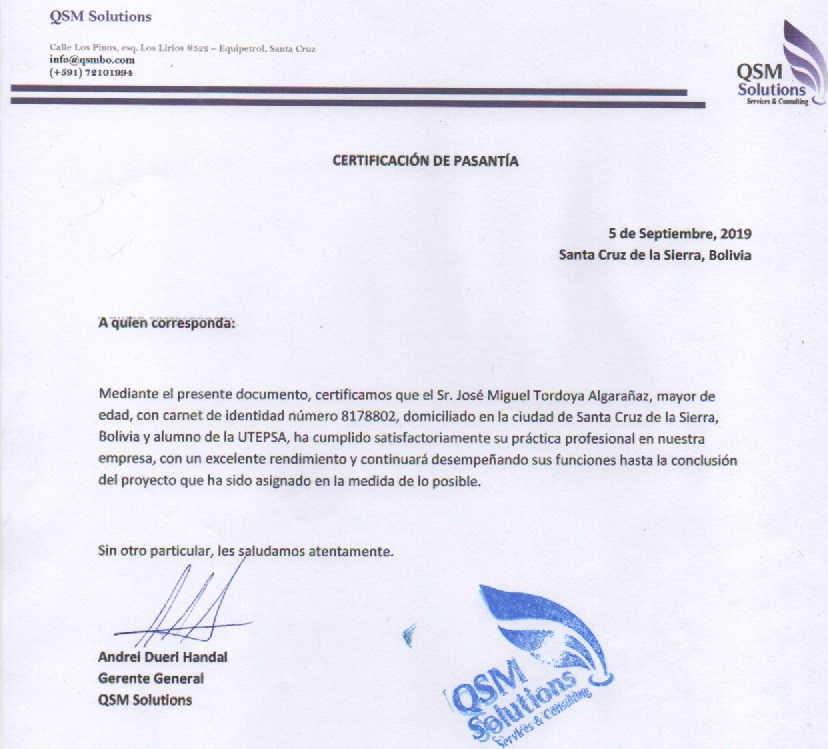 QSM Solutions
Calle Los Pinos, esq. Los Lirios #522 – Equipetrol, Santa Cruz
info@qsmbo.com
(+591) 72101994
QSM
Solutions
Services & Consulting
CERTIFICACIÓN DE PASANTÍA
5 de Septiembre, 2019
Santa Cruz de la Sierra, Bolivia
A quien corresponda:
Mediante el presente documento, certificamos que el Sr. José Miguel Tordoya Algarañaz, mayor de
edad, con carnet de identidad número 8178802, domiciliado en la ciudad de Santa Cruz de la Sierra,
Bolivia y alumno de la UTEPSA, ha cumplido satisfactoriamente su práctica profesional en nuestra
empresa, con un excelente rendimiento y continuará desempeñando sus funciones hasta la conclusión
del proyecto que ha sido asignado en la medida de lo posible.
Sin otro particular, les saludamos atentamente.
Andrei Dueri Handal
Gerente General
QSM Solutions
QSM
Solutions
Services & Consulting